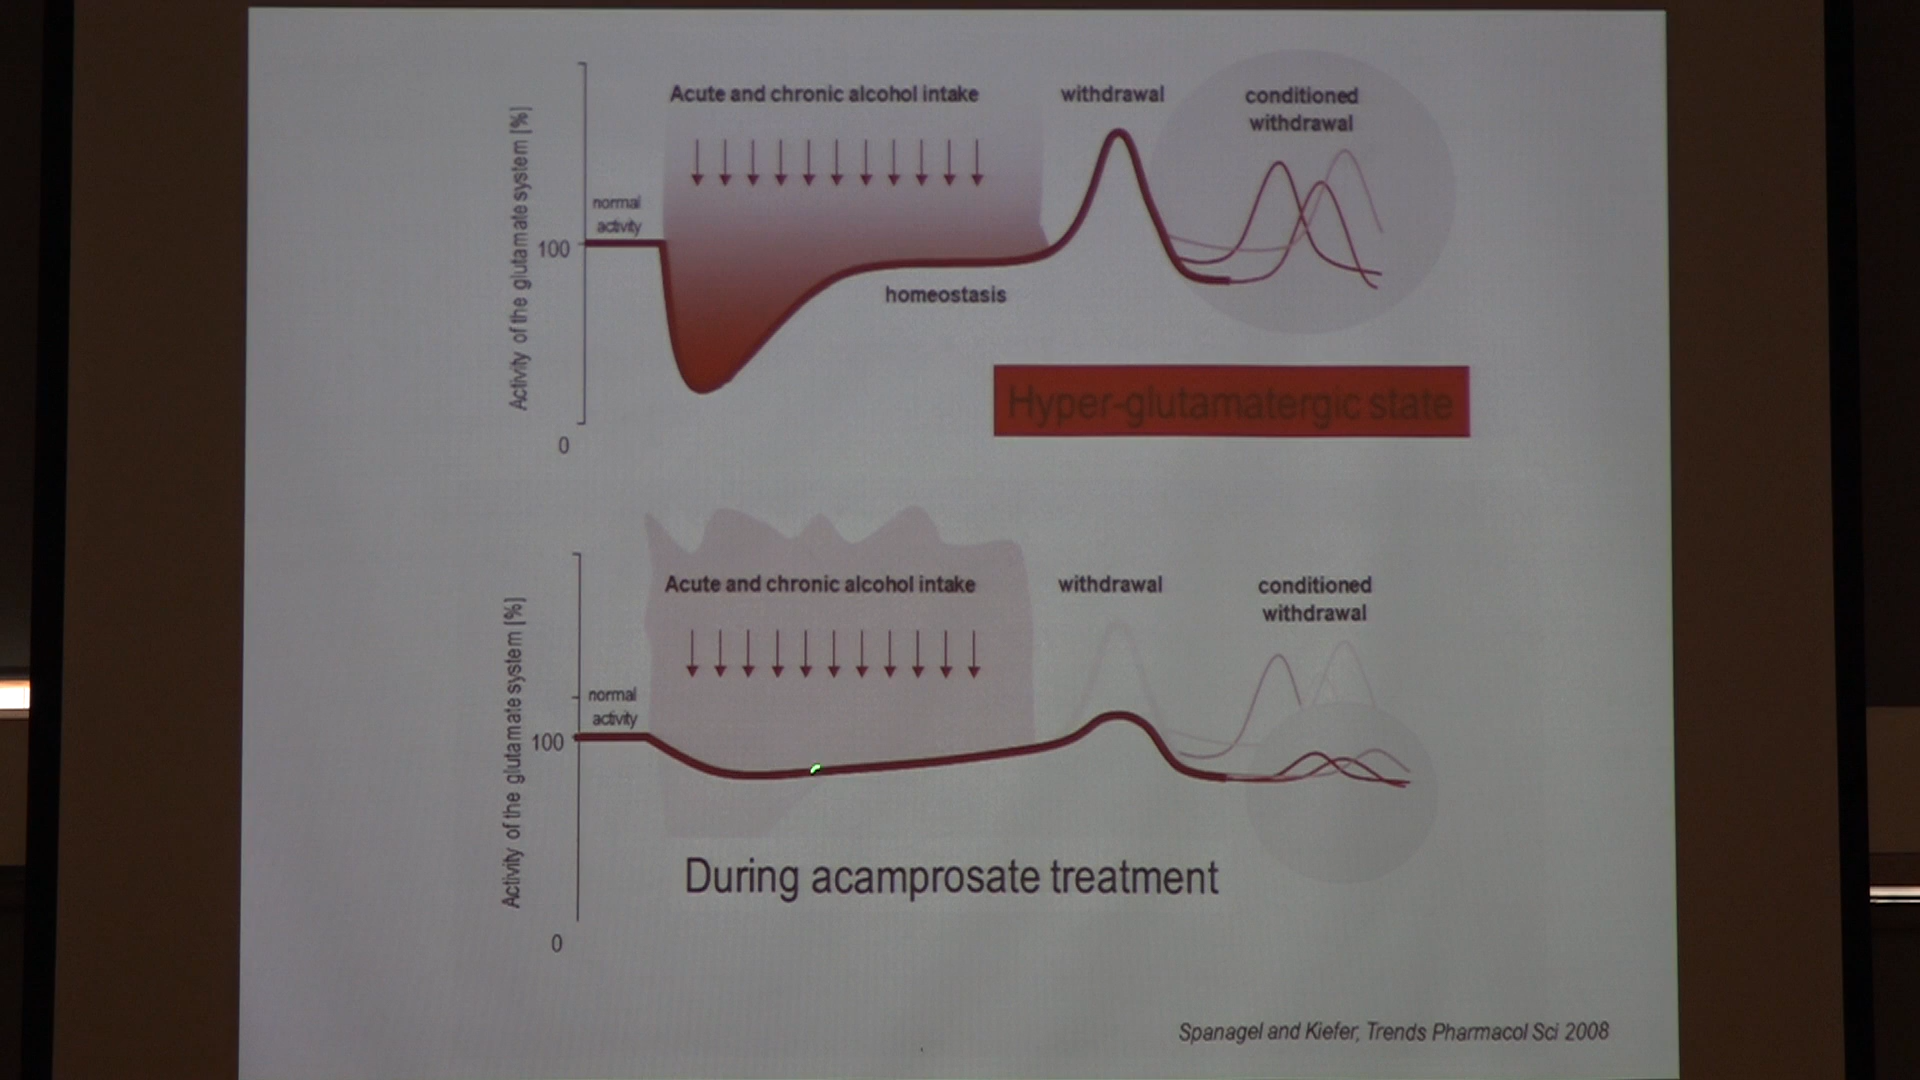 Acute and chronic alcohol intake
withdrawal
conditioned
withdrawal
Activity of the glutamate system [%]
normal
activity
100
homeostasis
Hyper-glutamatergic state
0
Acute and chronic alcohol intake
withdrawal
conditioned
withdrawal
Activity of the glutamate system [%]
normal
activity
100
During acamprosate treatment
0
Spanagel and Kiefer, Trends Pharmacol Sci 2008